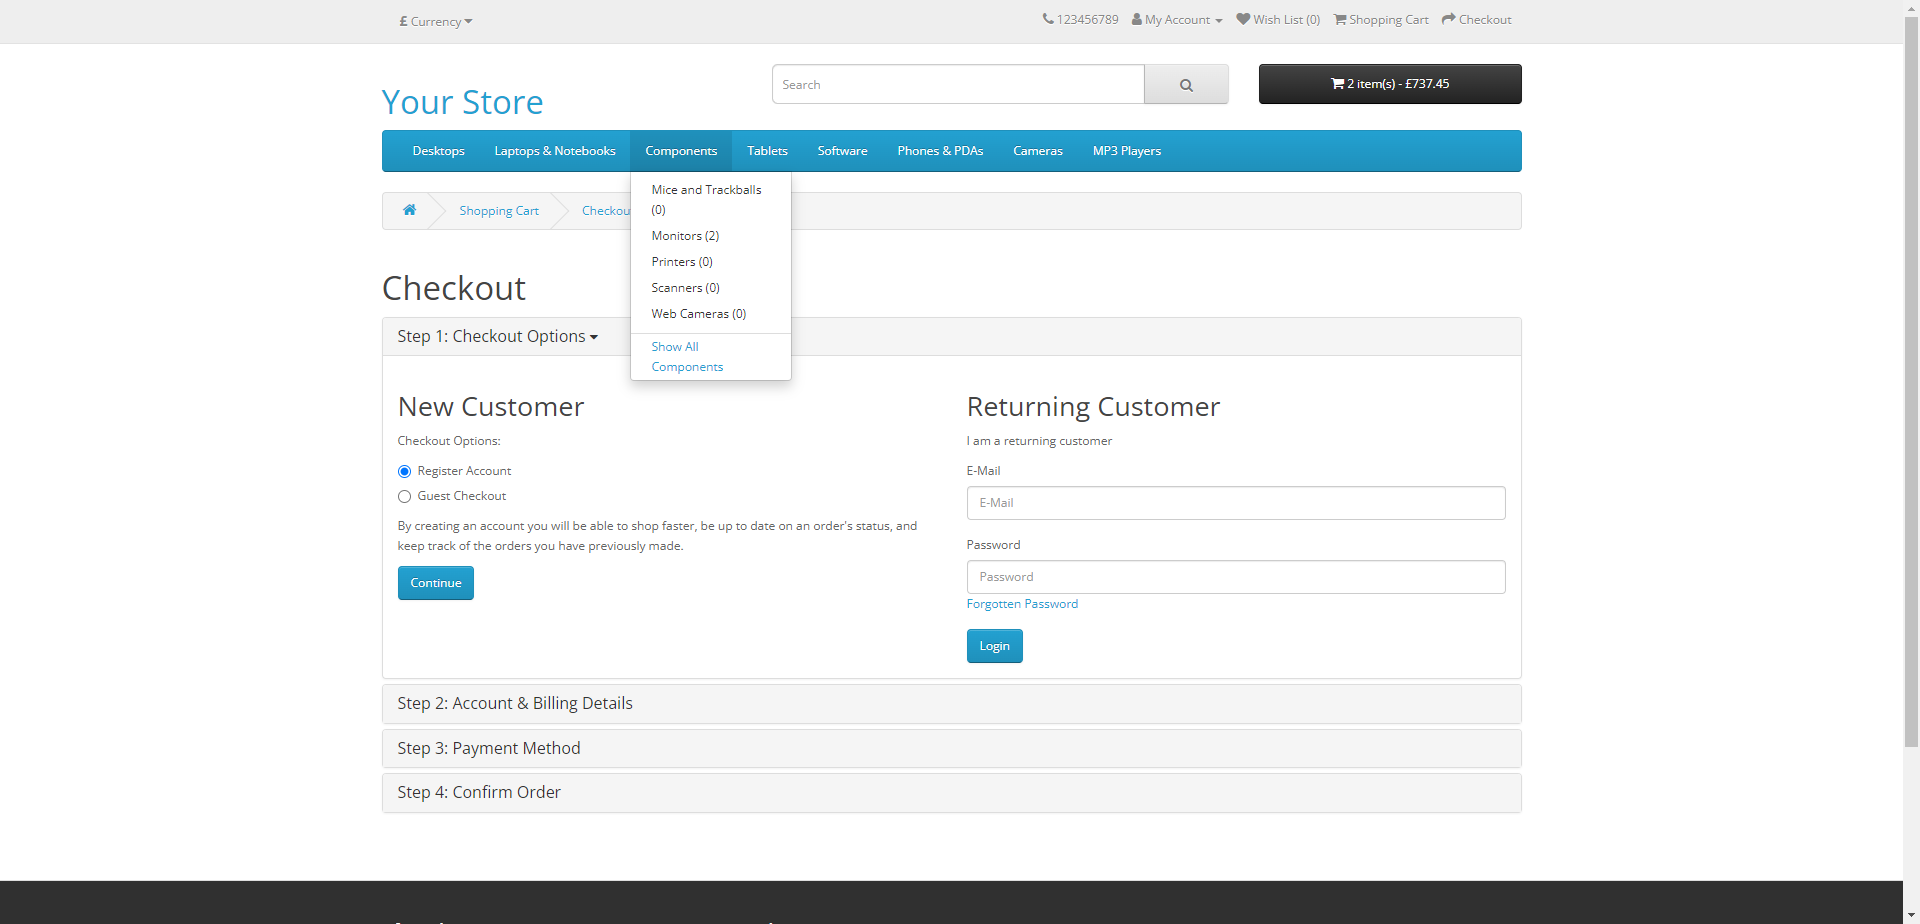 £ Currency
123456789 My Account Wish List (0) Shopping Cart Checkout
Your Store
Search
2 item(s) - £737.45
Desktops Laptops & Notebooks Components Tablets Software Phones & PDAs Cameras MP3 Players
Mice and Trackballs
(0)
Monitors (2)
Printers (0)
Scanners (0)
Web Cameras (0)
Show All
Components
Shopping Cart Checkou
Checkout
Step 1: Checkout Options
New Customer
Checkout Options:
Register Account
Guest Checkout
By creating an account you will be able to shop faster, be up to date on an order's status, and
keep track of the orders you have previously made.
Continue
Returning Customer
I am a returning customer
E-Mail
E-Mail
Password
Password
Forgotten Password
Login
Step 2: Account & Billing Details
Step 3: Payment Method
Step 4: Confirm Order